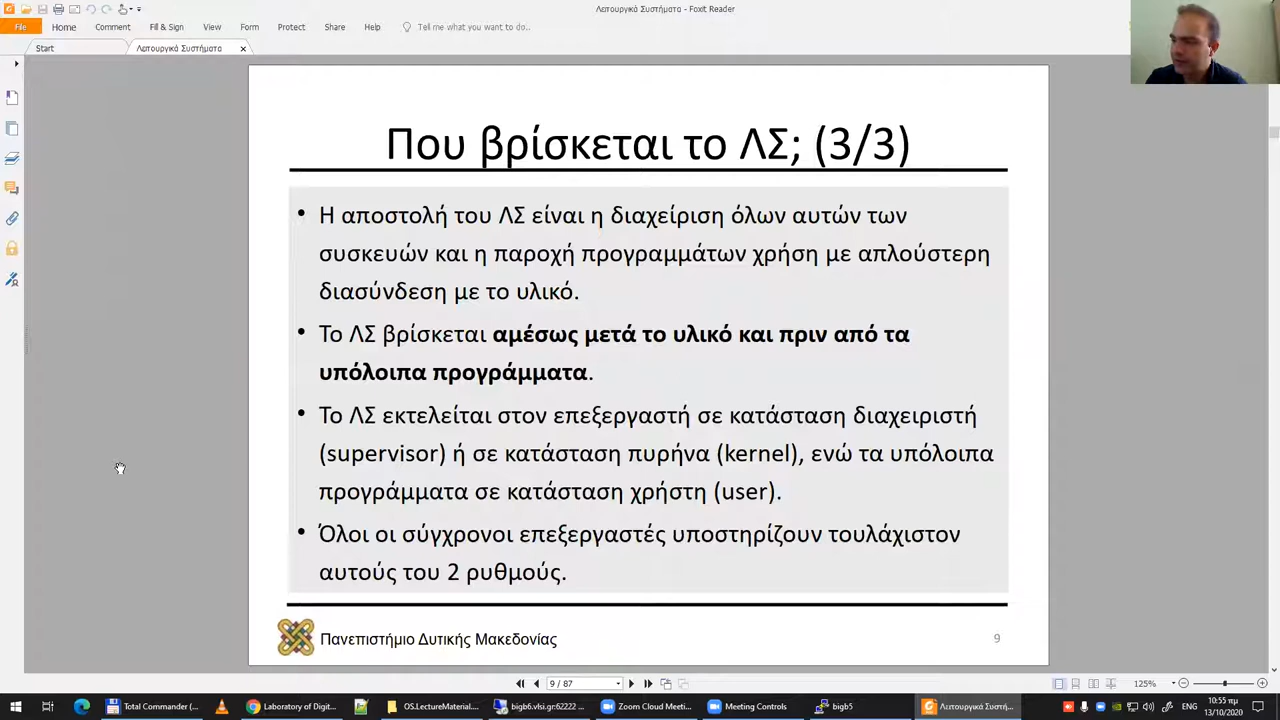 Λειτουργικά Συστήματα - Foxit Reader
File Home Comment Fill & Sign View Form Protect Share Help Tell me what you want to do..
Start Λειτουργικά Συστήματα
Που βρίσκεται το ΛΣ; (3/3)
• Η αποστολή του ΛΣ είναι η διαχείριση όλων αυτών των
συσκευών και η παροχή προγραμμάτων χρήση με απλούστερη
διασύνδεση με το υλικό.
• Το ΛΣ βρίσκεται αμέσως μετά το υλικό και πριν από τα
υπόλοιπα προγράμματα.
• Το ΛΣ εκτελείται στον επεξεργαστή σε κατάσταση διαχειριστή
(supervisor) ή σε κατάσταση πυρήνα (kernel), ενώ τα υπόλοιπα
προγράμματα σε κατάσταση χρήστη (user).
• Όλοι οι σύγχρονοι επεξεργαστές υποστηρίζουν τουλάχιστον
αυτούς του 2 ρυθμούς.
Πανεπιστήμιο Δυτικής Μακεδονίας
9
9 / 87
125%
Total Commander (... Laboratory of Digit... OS.LectureMaterial.... bigb6.vlsi.gr:62222 ... Zoom Cloud Meeti... Meeting Controls bigb5 Λειτουργικά Συστή...
10:55 πμ
13/10/2020